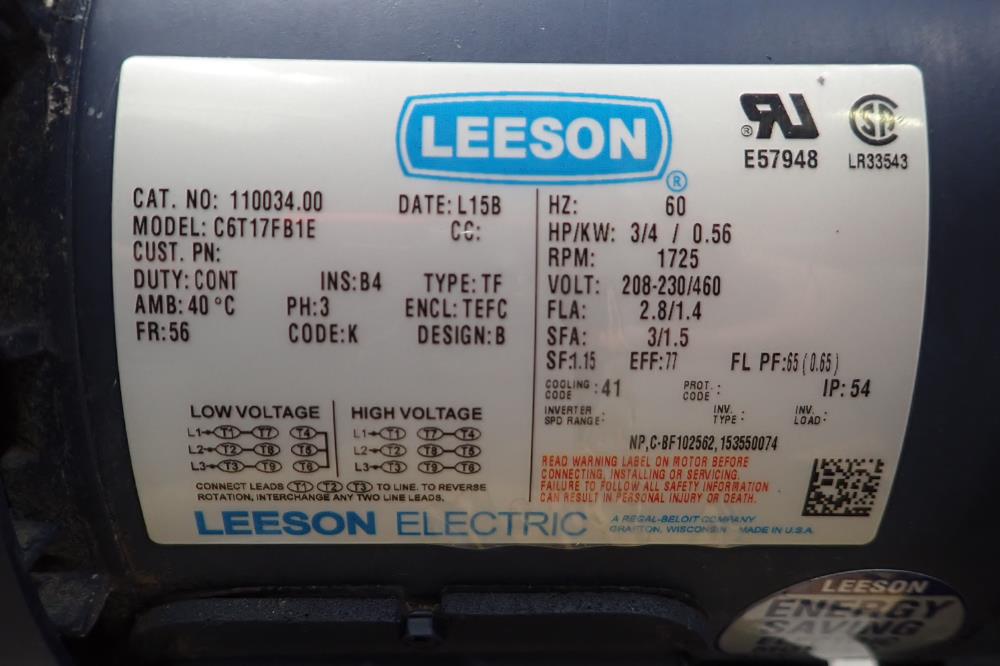 LEESON
®
®
E57948
SA
LR33543
CAT. NO: 110034.00 DATE: L15B
MODEL: C6T17FB1E CC:
CUST. PN:
DUTY: CONT INS: B4 TYPE: TF
AMB: 40 °C PH: 3 ENCL: TEFC
FR: 56 CODE: K DESIGN: B
HZ: 60
HP/KW: 3/4 / 0.56
RPM: 1725
VOLT: 208-230/460
FLA: 2.8/1.4
SFA: 3/1.5
SF:1.15 EFF:77 FL PF:65 (0.65)
COOLING CODE : 41 PROT. CODE : IP: 54
INVERTER SPD RANGE: INV. TYPE : INV. LOAD:
NP,C-BF102562,153550074
LOW VOLTAGE
L1 T1 T7 T4
L2 T2 T8 T5
L3 T3 T9 T6
HIGH VOLTAGE
L1 T1 T7 T4
L2 T2 T8 T5
L3 T3 T9 T6
CONNECT LEADS T1 T2 T3 TO LINE. TO REVERSE
ROTATION, INTERCHANGE ANY TWO LINE LEADS.
READ WARNING LABEL ON MOTOR BEFORE
CONNECTING, INSTALLING OR SERVICING.
FAILURE TO FOLLOW ALL SAFETY INFORMATION
CAN RESULT IN PERSONAL INJURY OR DEATH.
LEESON ELECTRIC
A REGAL-BELOIT COMPANY
GRAFTON, WISCONSIN MADE IN U.S.A.
LEESON
ENERGY
SAVING